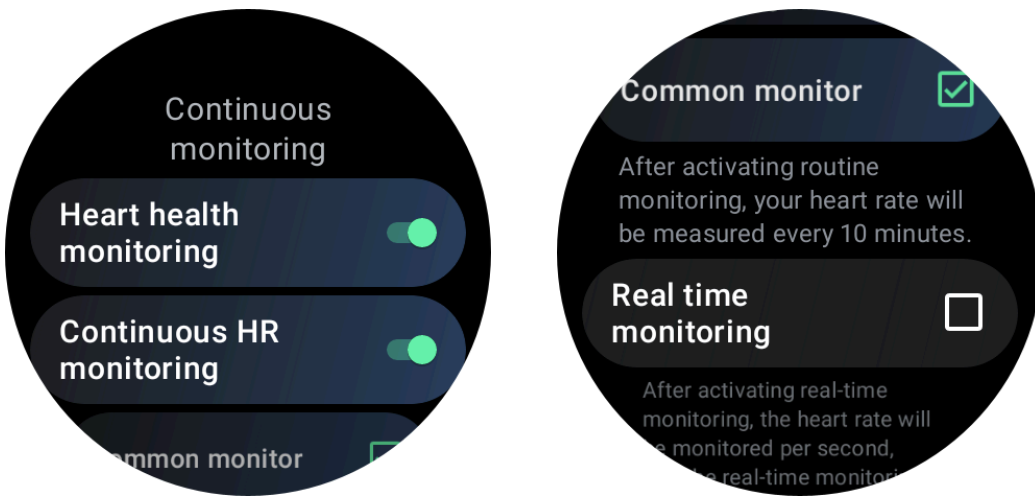 Continuous
monitoring
Heart health
monitoring
Continuous HR
monitoring
ommon monitor
Common monitor
After activating routine
monitoring, your heart rate will
be measured every 10 minutes.
Real time
monitoring
After activating real-time
monitoring, the heart rate will
monitored per second,
real-time